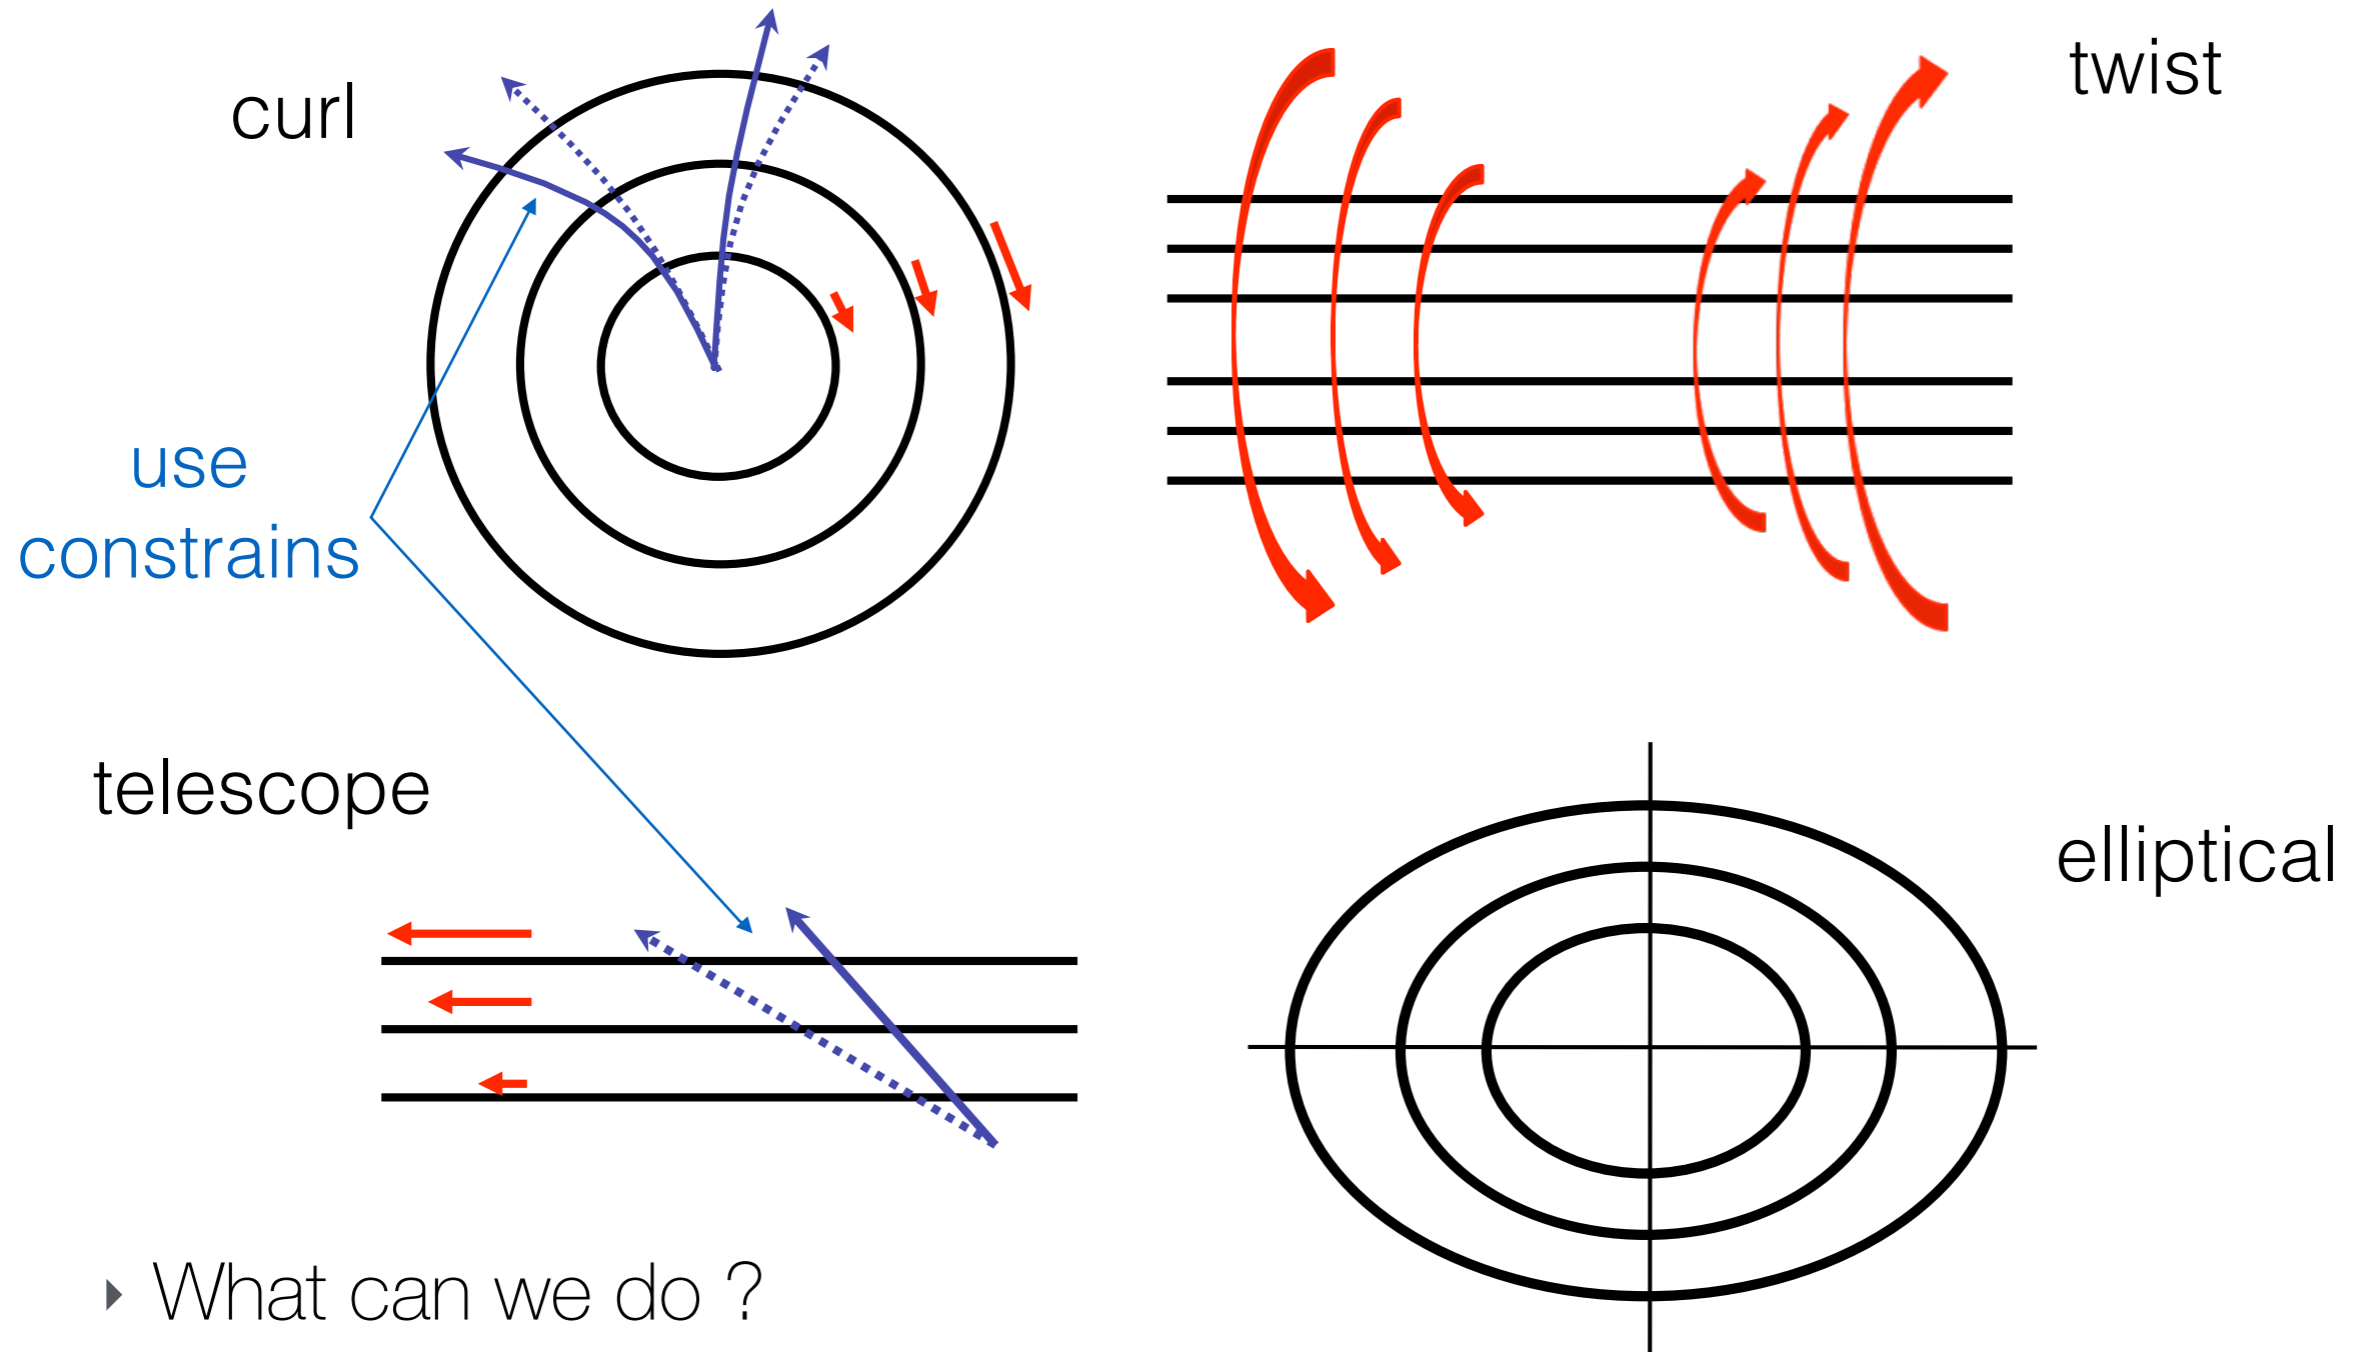 curl
twist
use
constrains
telescope
elliptical
What can we do ?